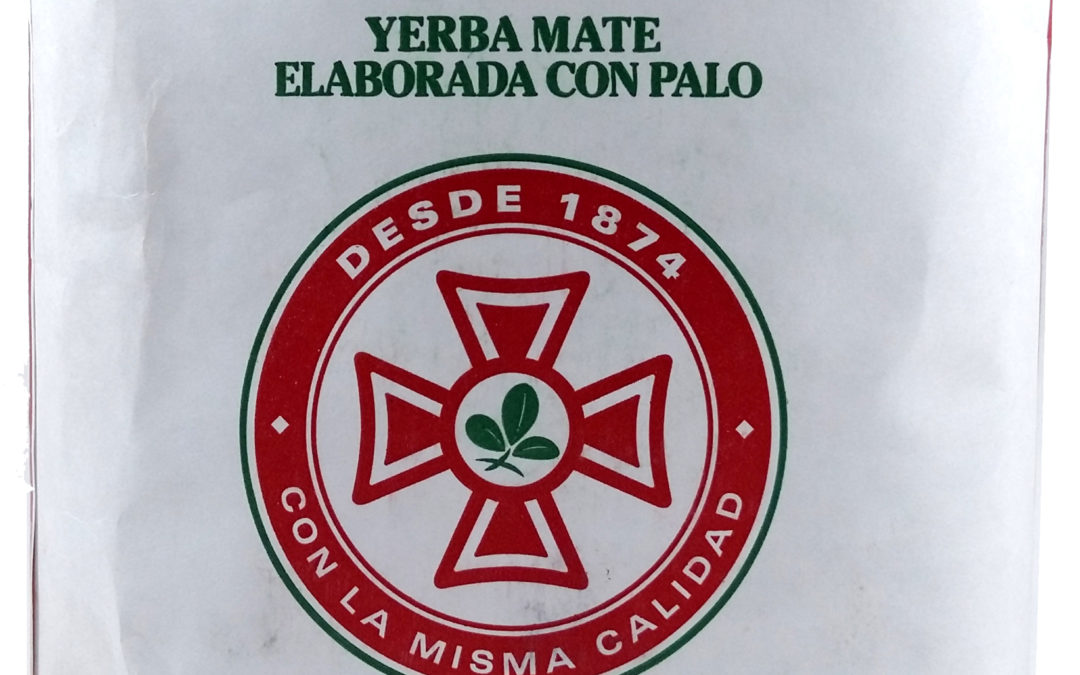 YERBA MATE
ELABORADA CON PALO
DESDE 1874
CON LA MISMA CALIDAD